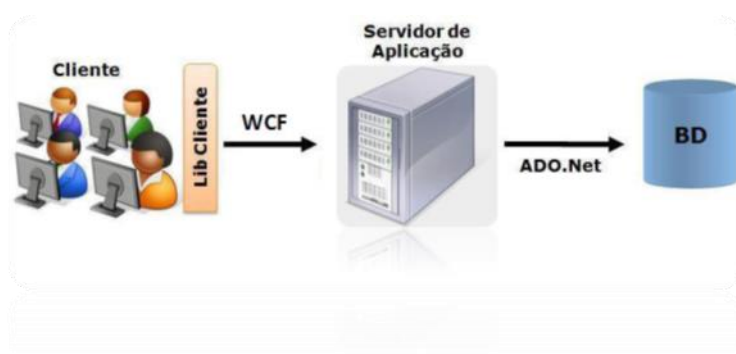 Cliente
Lib Cliente
WCF
Servidor de
Aplicação
ADO.Net
BD